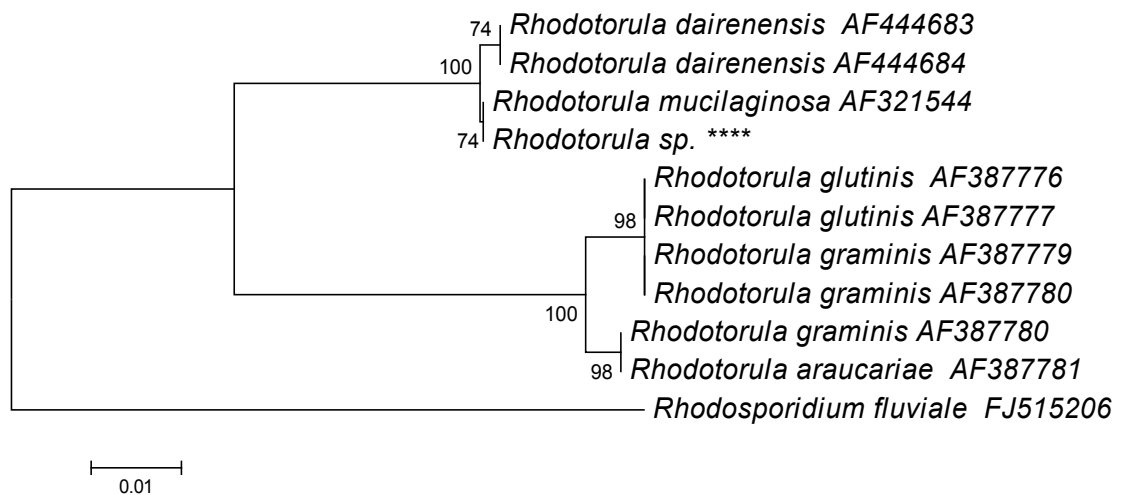 74
Rhodotorula dairenensis AF444683
100
Rhodotorula dairenensis AF444684
Rhodotorula mucilaginosa AF321544
74
Rhodotorula sp. ****
Rhodotorula glutinis AF387776
98
Rhodotorula glutinis AF387777
Rhodotorula graminis AF387779
Rhodotorula graminis AF387780
100
Rhodotorula graminis AF387780
98
Rhodotorula araucariae AF387781
Rhodosporidium fluviale FJ515206
0.01